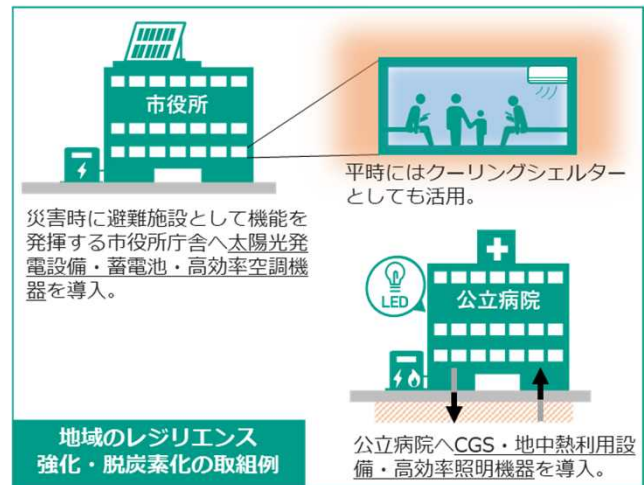 市役所
平時にはクーリングシェルター
としても活用。
災害時に避難施設として機能を
発揮する市役所庁舎へ太陽光発
電設備・蓄電池・高効率空調機
器を導入。
LED
公立病院
地域のレジリエンス
強化・脱炭素化の取組例
公立病院へCGS・地中熱利用設
備・高効率照明機器を導入。